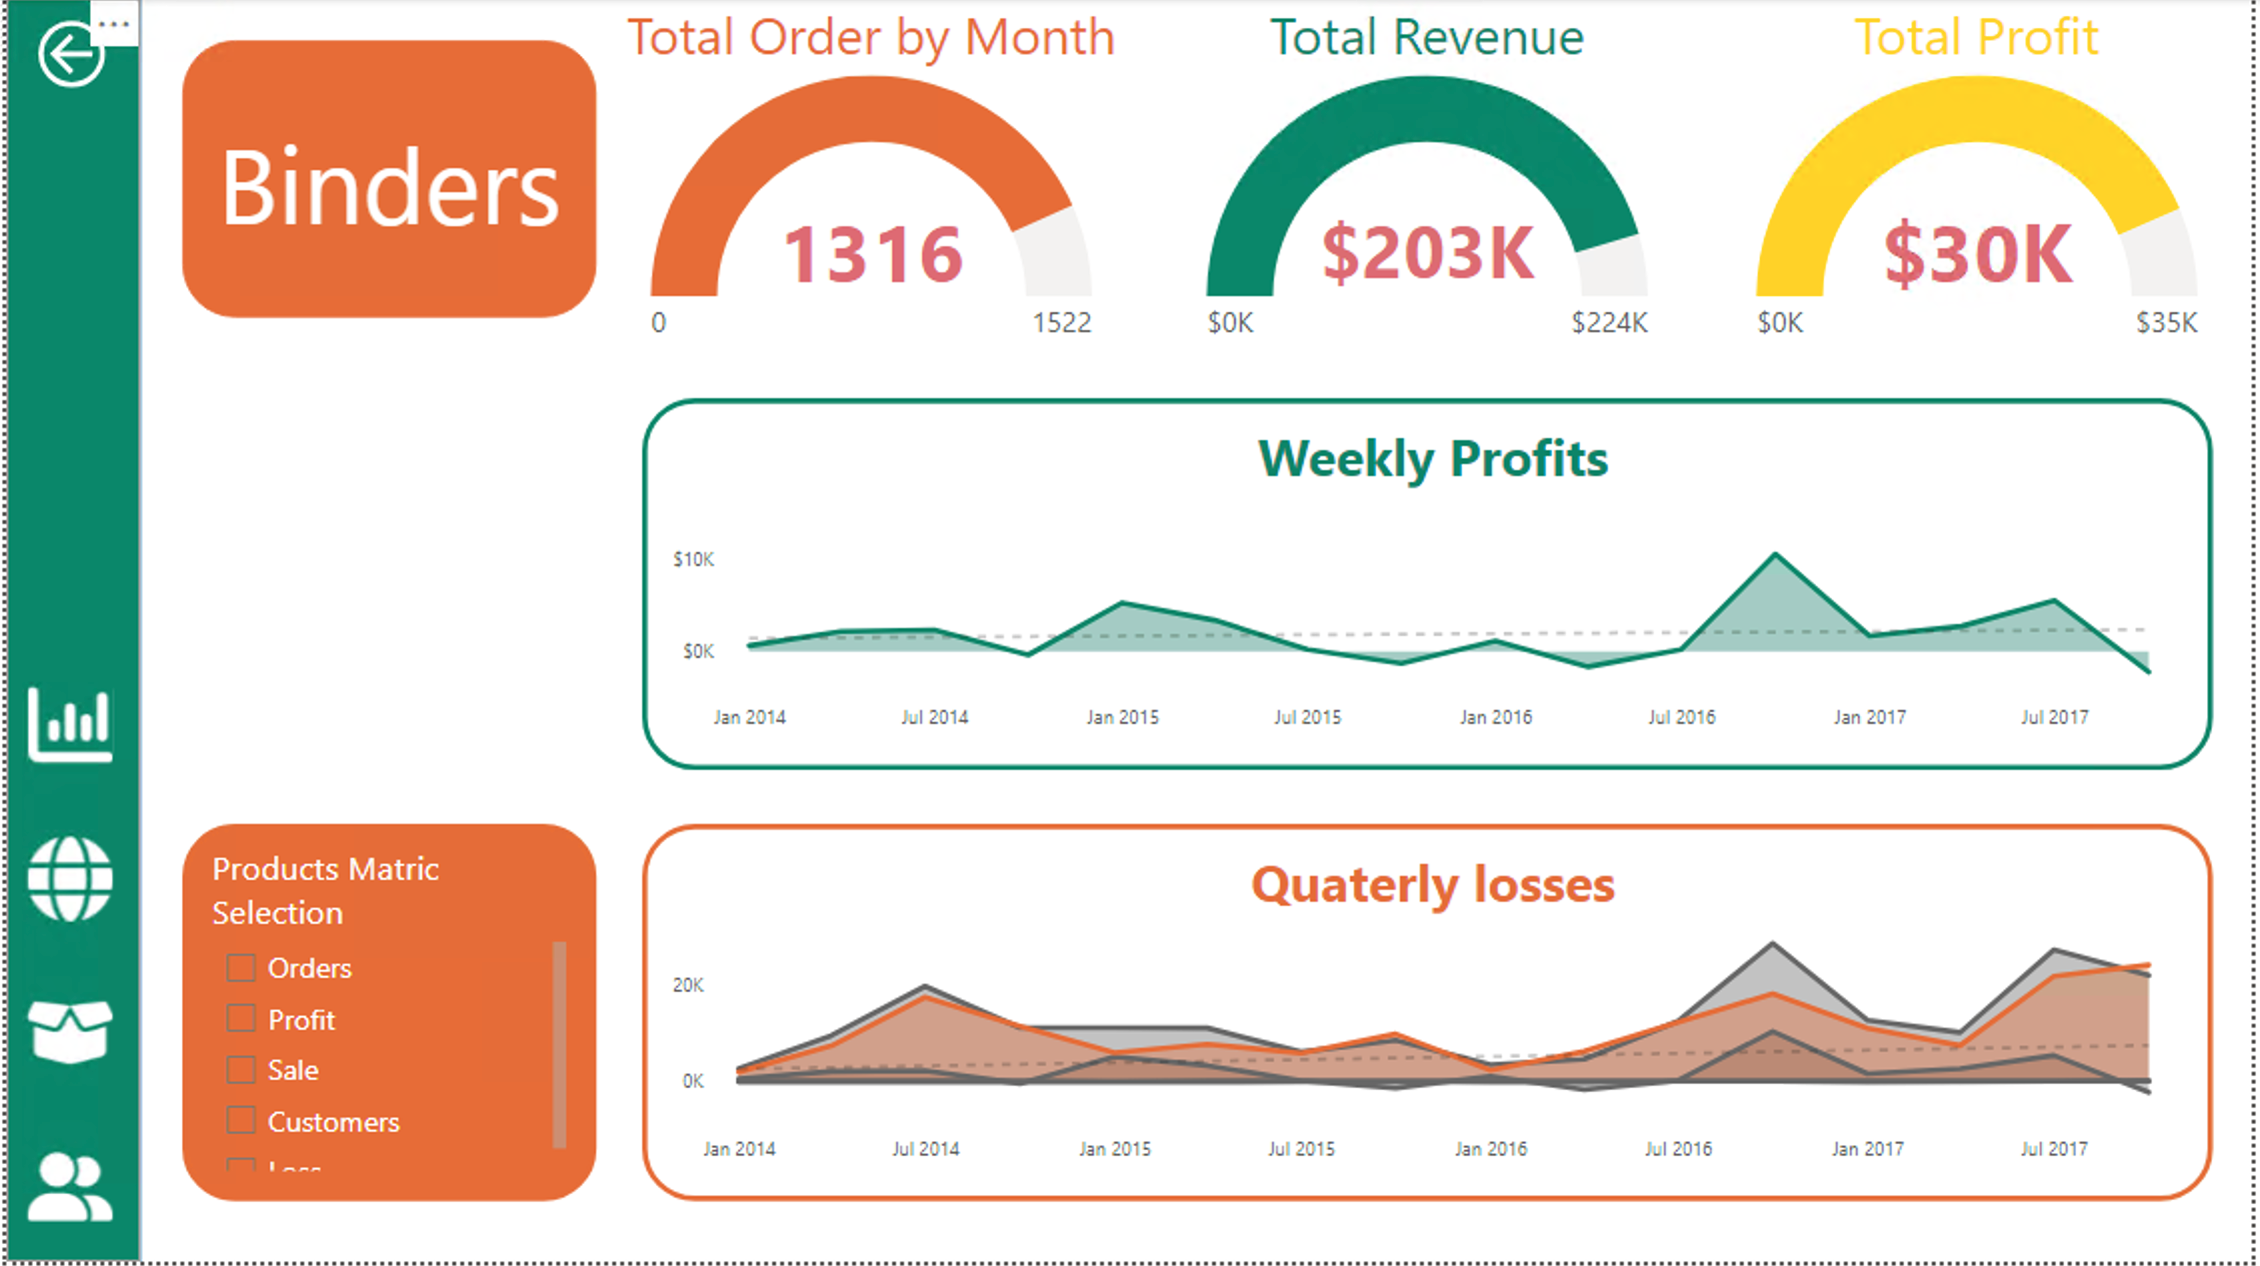 Total Order by Month
Total Revenue
Total Profit
Binders
1316
$203K
$30K
0
1522
$0K
$224K
$0K
$35K
Weekly Profits
$10K
$0K
Jan 2014
Jul 2014
Jan 2015
Jul 2015
Jan 2016
Jul 2016
Jan 2017
Jul 2017
Products Matric
Selection
Orders
Profit
Sale
Customers
Loss
Quaterly losses
20K
0K
Jan 2014
Jul 2014
Jan 2015
Jul 2015
Jan 2016
Jul 2016
Jan 2017
Jul 2017